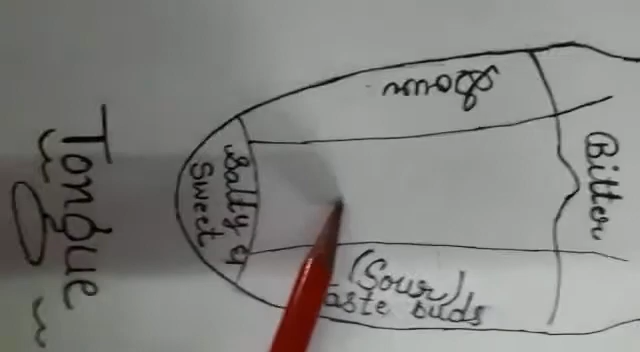 Tongue
Salty &
Sweet
Sour
(Sour)
taste buds
Bitter